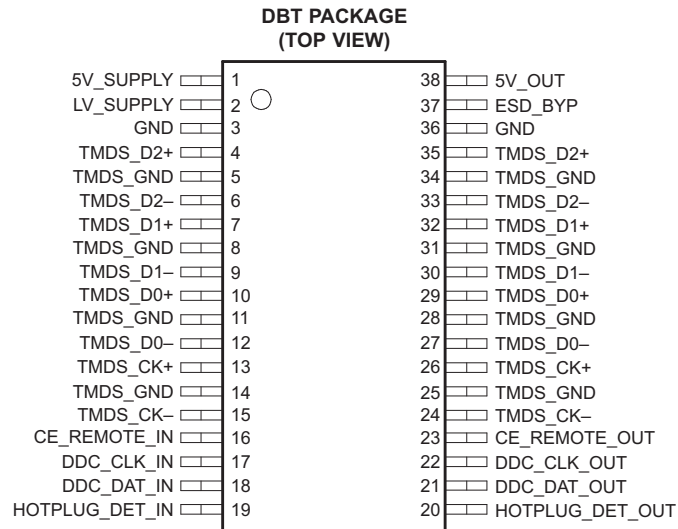 DBT PACKAGE
(TOP VIEW)
5V_SUPPLY 1 38 5V_OUT
LV_SUPPLY 2 37 ESD_BYP
GND 3 36 GND
TMDS_D2+ 4 35 TMDS_D2+
TMDS_GND 5 34 TMDS_GND
TMDS_D2– 6 33 TMDS_D2–
TMDS_D1+ 7 32 TMDS_D1+
TMDS_GND 8 31 TMDS_GND
TMDS_D1– 9 30 TMDS_D1–
TMDS_D0+ 10 29 TMDS_D0+
TMDS_GND 11 28 TMDS_GND
TMDS_D0– 12 27 TMDS_D0–
TMDS_CK+ 13 26 TMDS_CK+
TMDS_GND 14 25 TMDS_GND
TMDS_CK– 15 24 TMDS_CK–
CE_REMOTE_IN 16 23 CE_REMOTE_OUT
DDC_CLK_IN 17 22 DDC_CLK_OUT
DDC_DAT_IN 18 21 DDC_DAT_OUT
HOTPLUG_DET_IN 19 20 HOTPLUG_DET_OUT